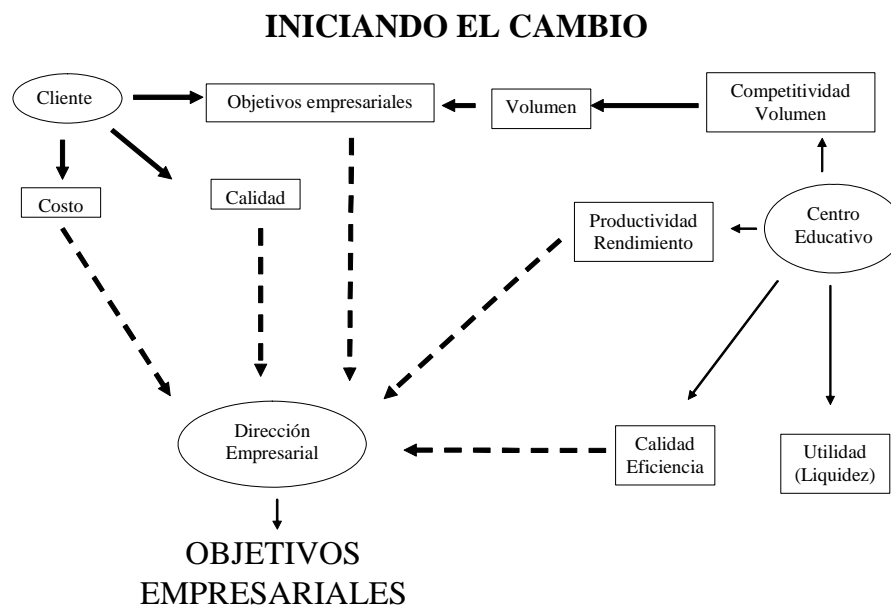 INICIANDO EL CAMBIO
Cliente
Objetivos empresariales
Volumen
Competitividad
Volumen
Costo
Calidad
Productividad
Rendimiento
Centro
Educativo
Dirección
Empresarial
Calidad
Eficiencia
Utilidad
(Liquidez)
OBJETIVOS
EMPRESARIALES